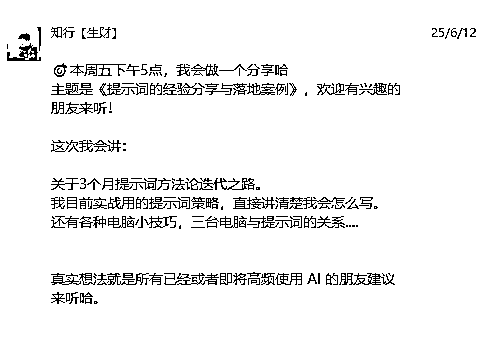 知行【生财】
25/6/12
🎯本周五下午5点，我会做一个分享哈
主题是《提示词的经验分享与落地案例》，欢迎有兴趣的
朋友来听！
这次我会讲：
关于3个月提示词方法论迭代之路。
我目前实战用的提示词策略，直接讲清楚我会怎么写。
还有各种电脑小技巧，三台电脑与提示词的关系....
真实想法就是所有已经或者即将高频使用 AI 的朋友建议
来听哈。